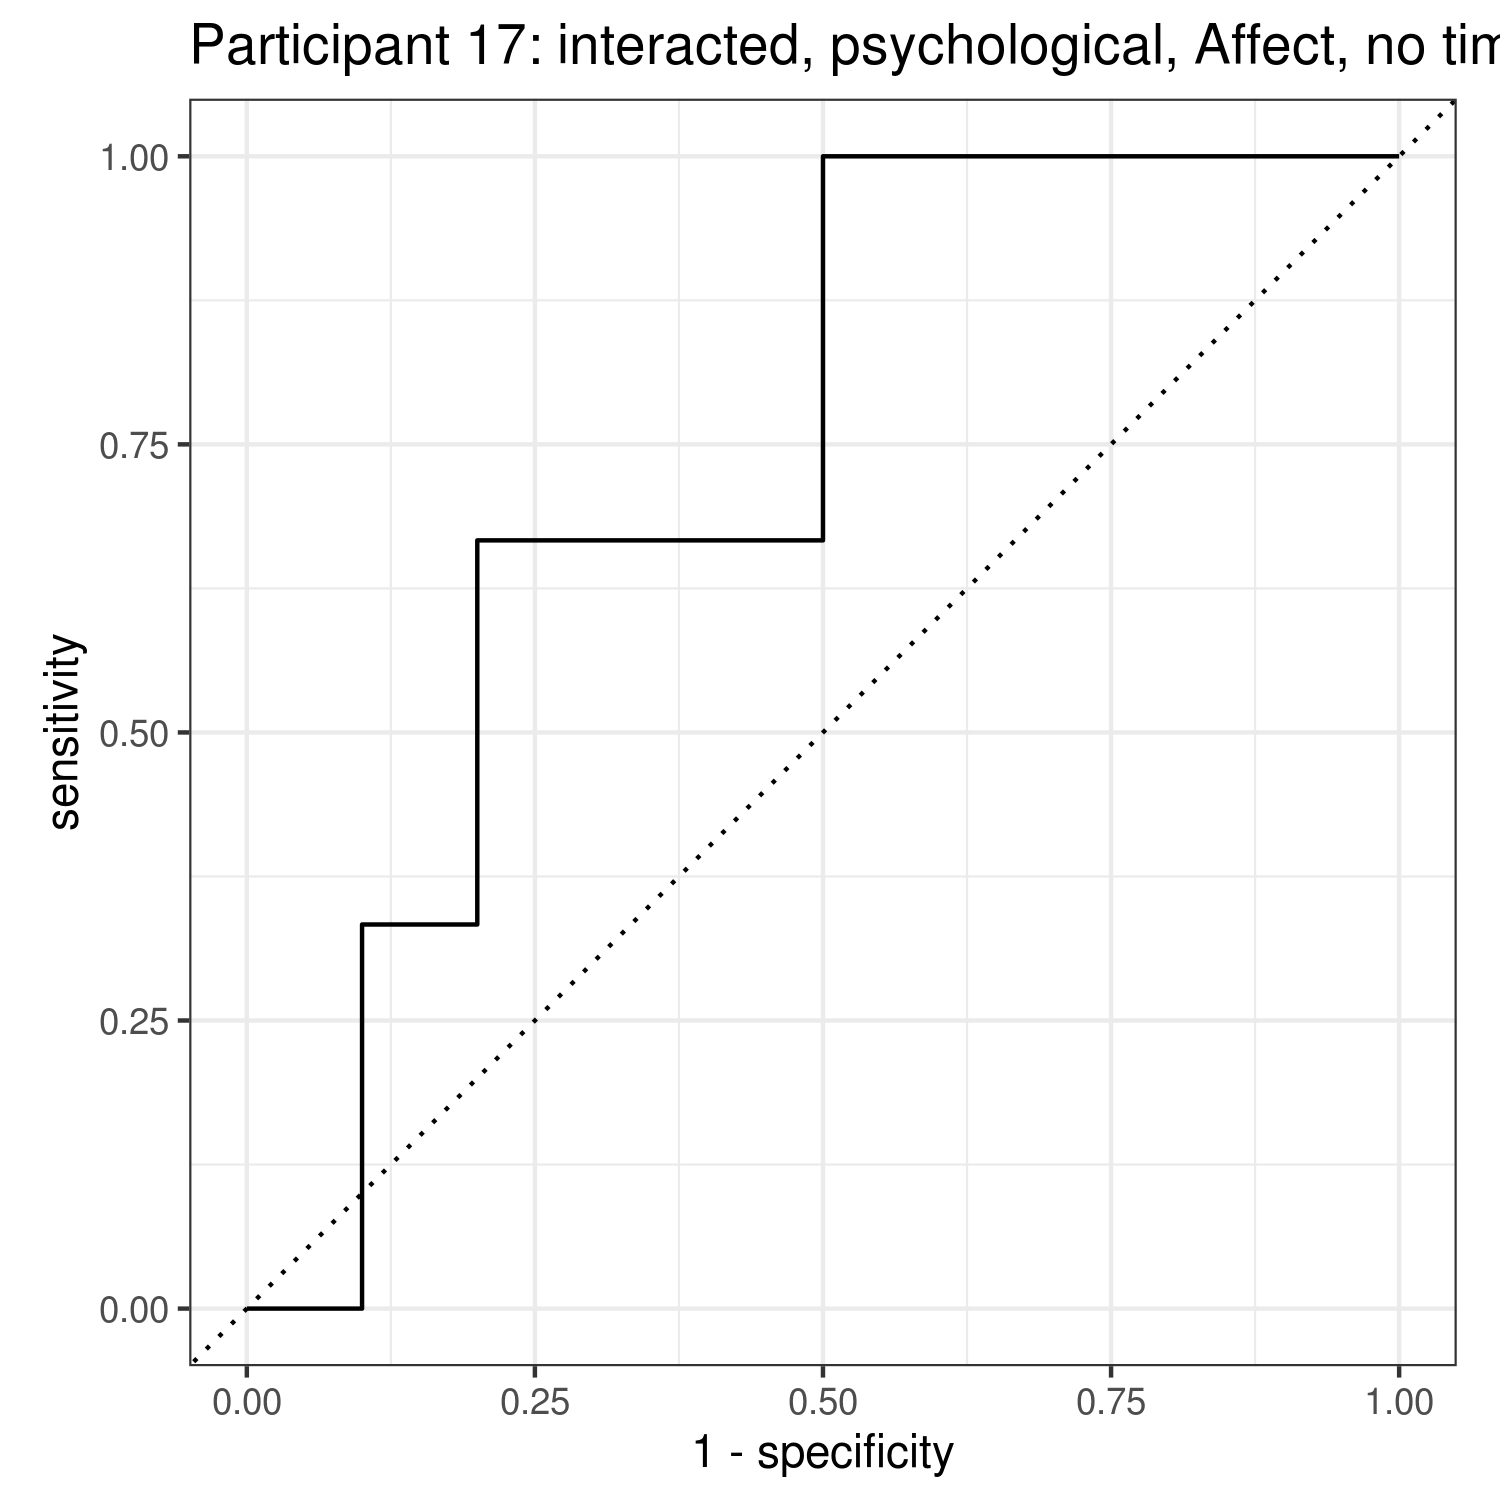 Participant 17: interacted, psychological, Affect, no tim
1.00
0.75
0.50
0.25
0.00
sensitivity
0.00 0.25 0.50 0.75 1.00
1 - specificity